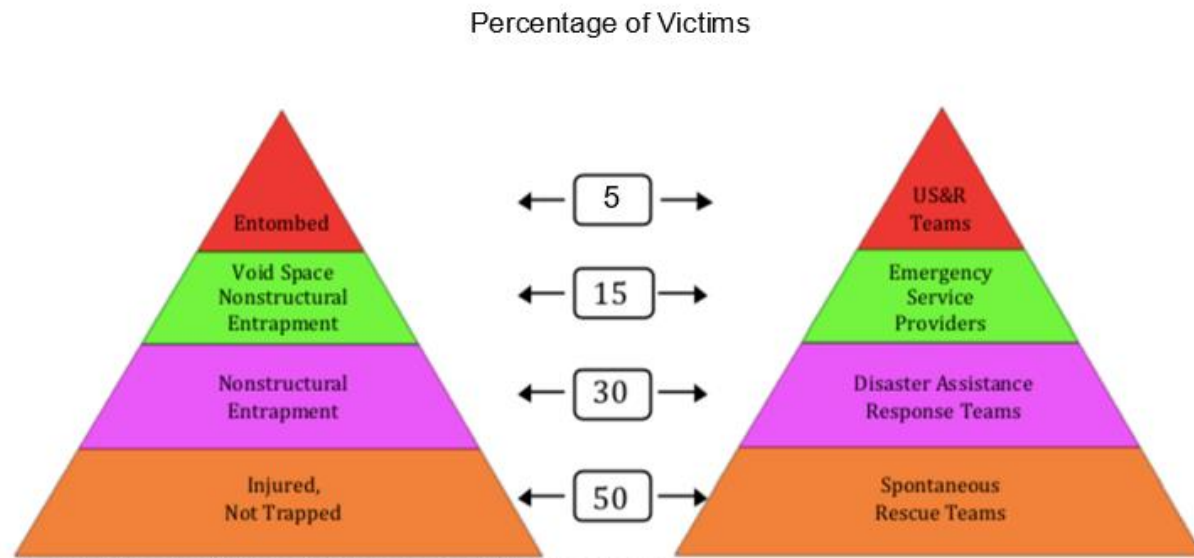 Percentage of Victims
Entombed
5
US&R
Teams
Void Space
Nonstructural
Entrapment
15
Emergency
Service
Providers
Nonstructural
Entrapment
30
Disaster Assistance
Response Teams
Injured,
Not Trapped
50
Spontaneous
Rescue Teams